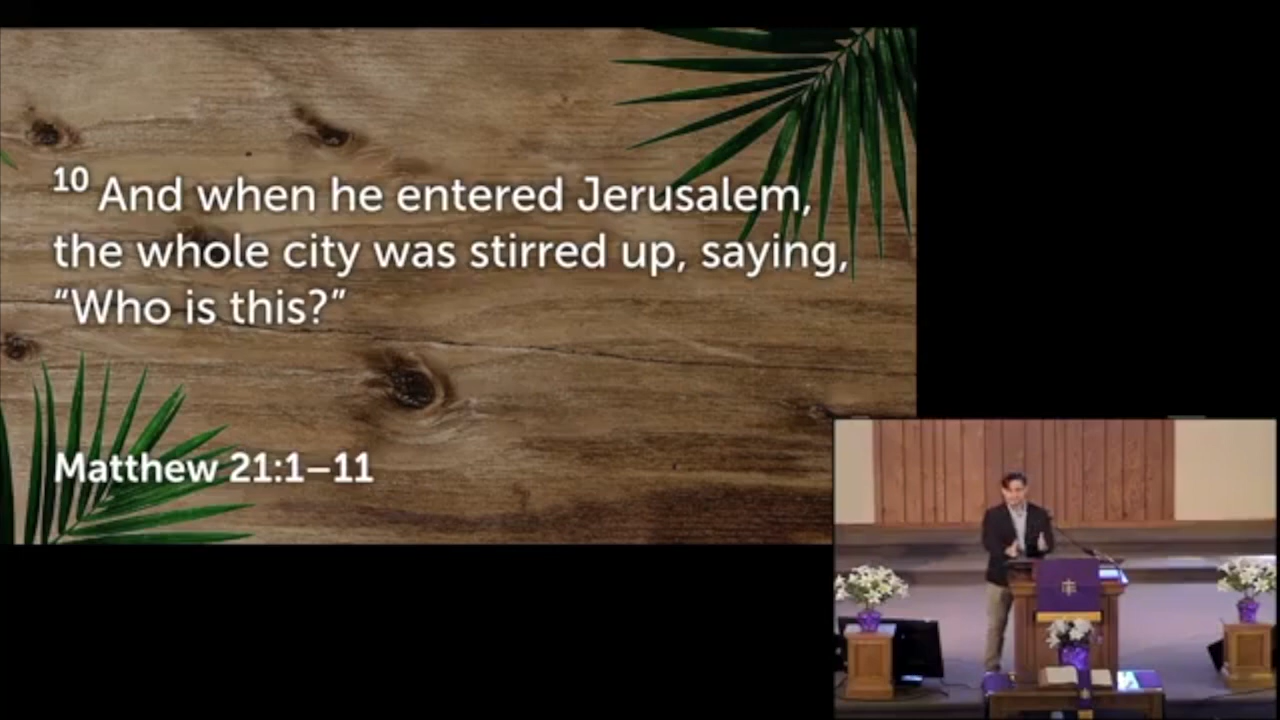 10 And when he entered Jerusalem,
the whole city was stirred up, saying,
“Who is this?”
Matthew 21:1–11